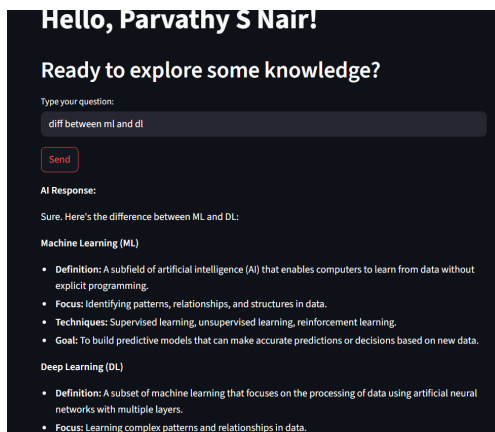 Hello, Parvathy S Nair!
Ready to explore some knowledge?
Type your question:
diff between ml and dl
Send
AI Response:
Sure. Here's the difference between ML and DL:
Machine Learning (ML)
• Definition: A subfield of artificial intelligence (AI) that enables computers to learn from data without
explicit programming.
• Focus: Identifying patterns, relationships, and structures in data.
• Techniques: Supervised learning, unsupervised learning, reinforcement learning.
• Goal: To build predictive models that can make accurate predictions or decisions based on new data.
Deep Learning (DL)
• Definition: A subset of machine learning that focuses on the processing of data using artificial neural
networks with multiple layers.
• Focus: Learning complex patterns and relationships in data.